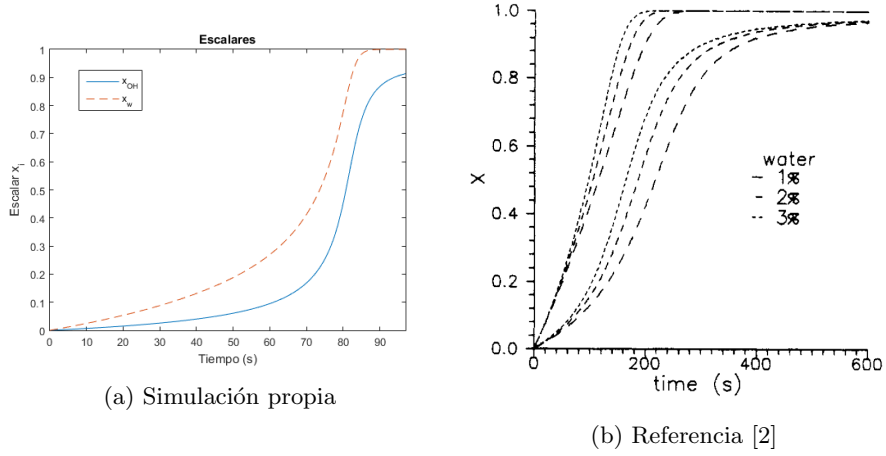 Escalares
1
0.9
0.8
0.7
0.6
0.5
0.4
0.3
0.2
0.1
0
Escalar x_i
x_OH
x_w
0 10 20 30 40 50 60 70 80 90
Tiempo (s)
(a) Simulación propia
1.0
0.8
0.6
0.4
0.2
0.0
X
water
1%
2%
3%
0 200 400 600
time (s)
(b) Referencia [2]